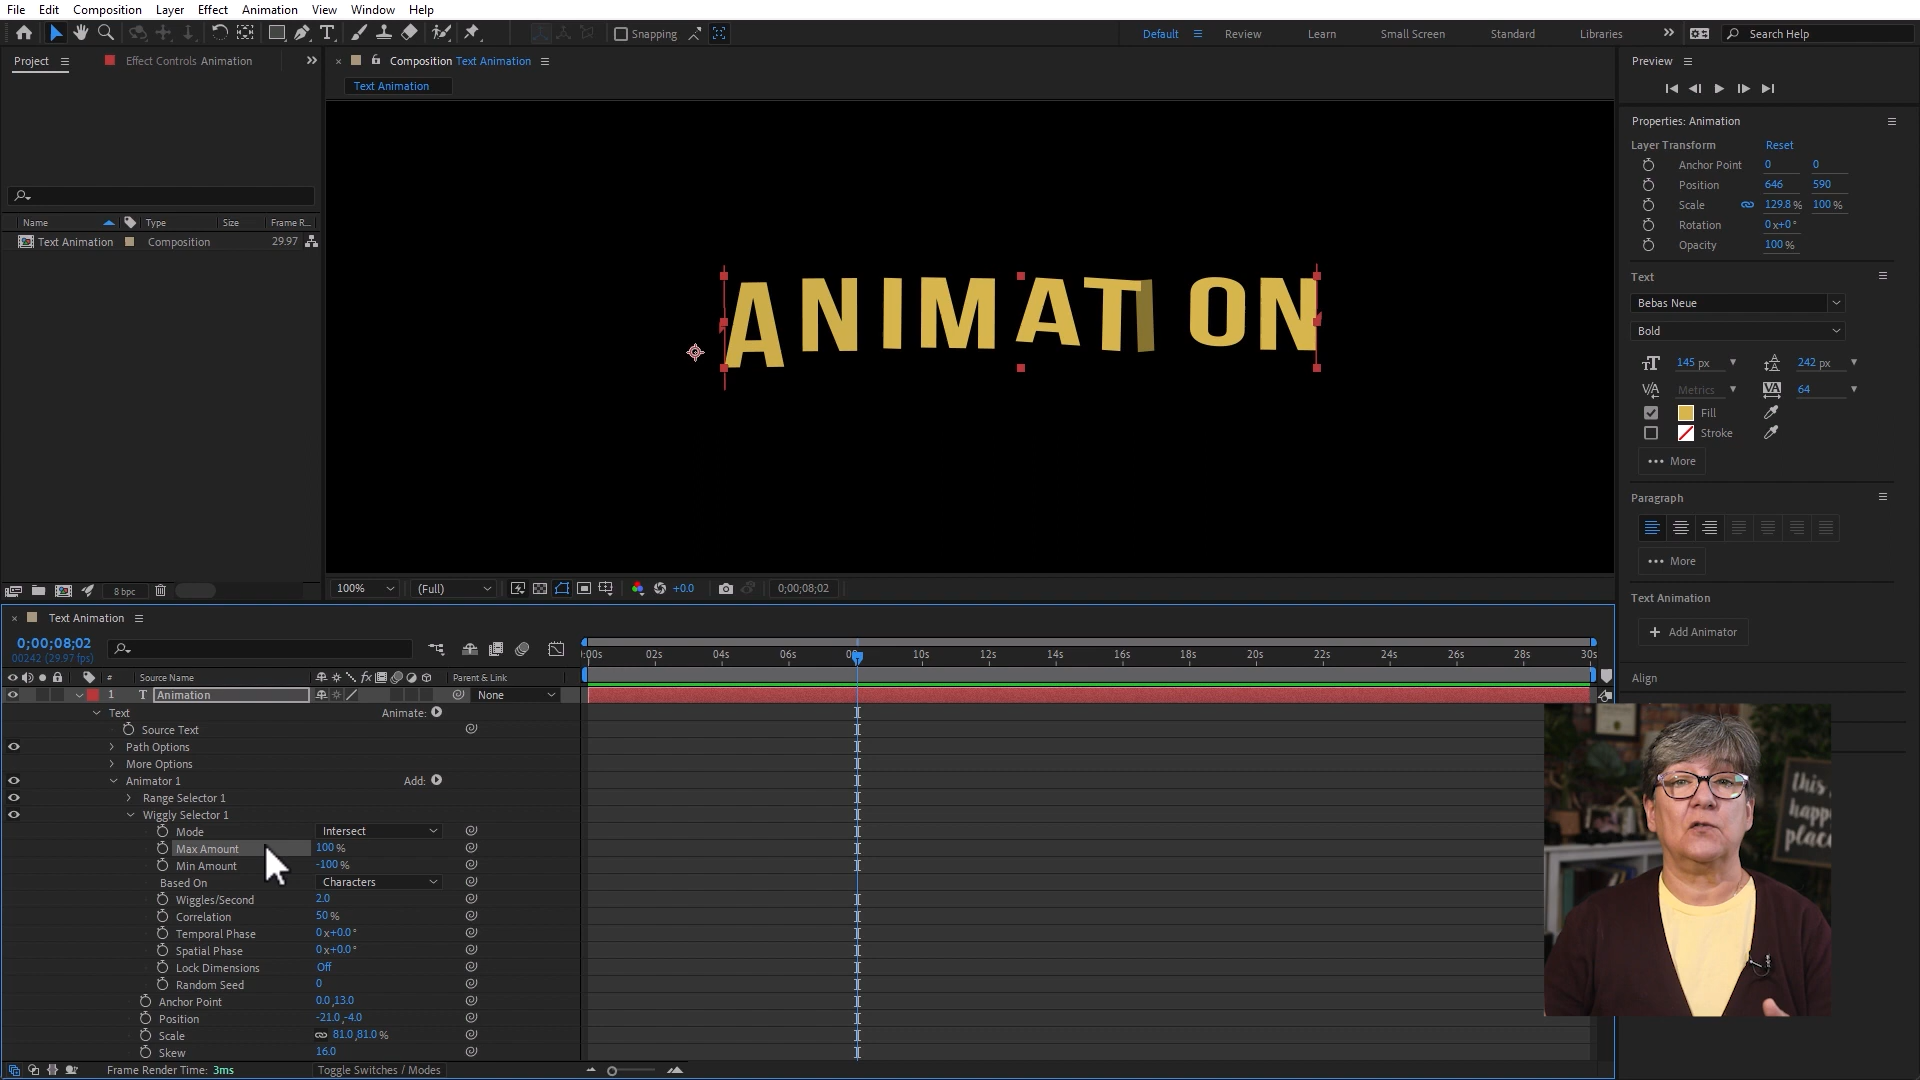 File Edit Composition Layer Effect Animation View Window Help
Snapping
Default Review Learn Small Screen Standard Libraries Search Help
Project Effect Controls Animation
Composition Text Animation
Text Animation
Name Type Size Frame R...
Text Animation Composition 29.97
8 bpc
ANIMATION
100% (Full) +0.0 0;00;08;02
Preview
Properties: Animation
Layer Transform Reset
Anchor Point 0 0
Position 646 590
Scale 129.8 % 100 %
Rotation 0x+0°
Opacity 100 %
Text
Bebas Neue
Bold
145 px 242 px
Metrics 64
Fill
Stroke
More
Paragraph
More
Text Animation
+ Add Animator
Align
Text Animation
0;00;08;02
00242 (29.97 fps)
:00s 02s 04s 06s 08s 10s 12s 14s 16s 18s 20s 22s 24s 26s 28s 30s
# Source Name Parent & Link
1 T Animation None
Text Animate:
Source Text
Path Options
More Options
Animator 1 Add:
Range Selector 1
Wiggly Selector 1
Mode Intersect
Max Amount 100 %
Min Amount -100 %
Based On Characters
Wiggles/Second 2.0
Correlation 50 %
Temporal Phase 0x+0.0°
Spatial Phase 0x+0.0°
Lock Dimensions Off
Random Seed 0
Anchor Point 0.0,13.0
Position -21.0,-4.0
Scale 81.0,81.0 %
Skew 16.0
Frame Render Time: 3ms Toggle Switches / Modes
this
happy
place